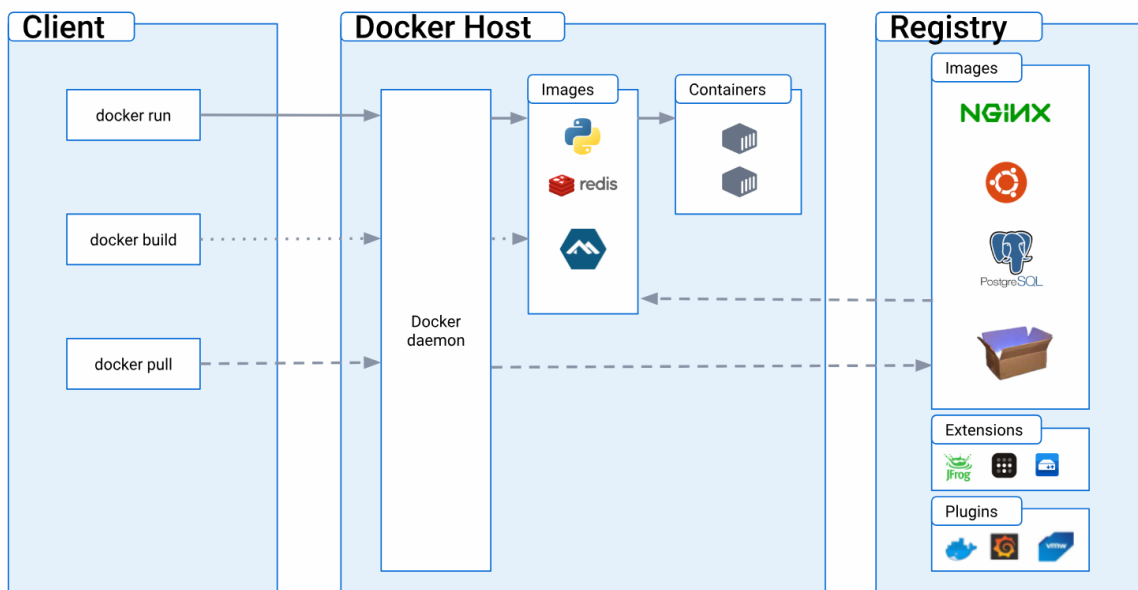 Client
docker run
docker build
docker pull
Docker Host
Docker
daemon
Images
redis
Containers
Registry
Images
NGiNX
PostgreSQL
Extensions
JFrog
Plugins
vmw